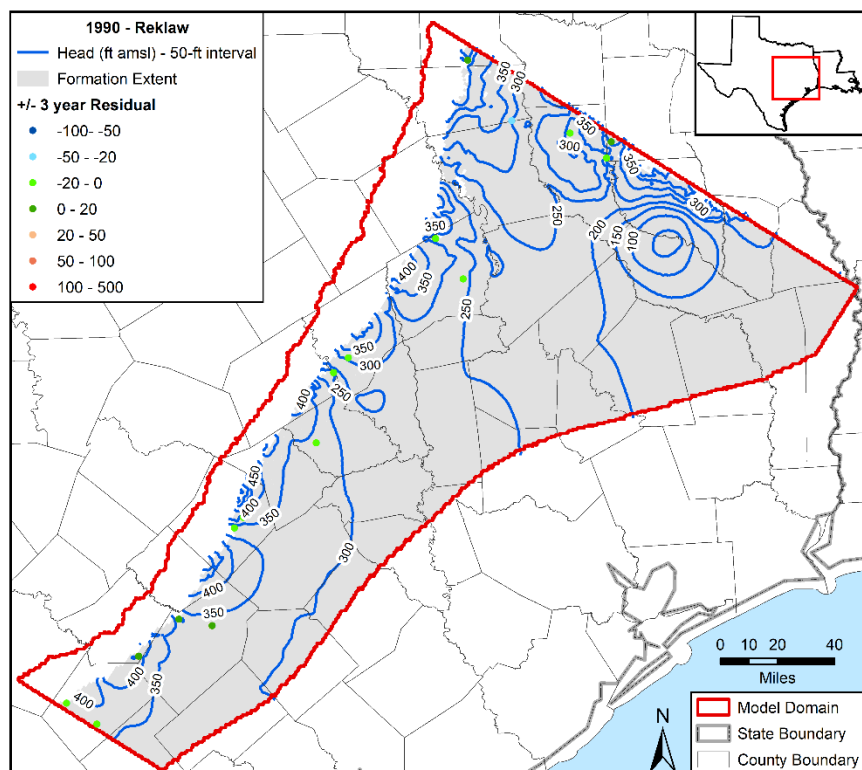 1990 - Reklaw
Head (ft amsl) - 50-ft interval
Formation Extent
+/- 3 year Residual
-100- -50
-50 - -20
-20 - 0
0 - 20
20 - 50
50 - 100
100 - 500
350
300
350
300
350
300
250
200
150
100
350
400
350
250
350
300
400
250
450
400
350
300
400
350
400
350
400
0 10 20 40
Miles
N
Model Domain
State Boundary
County Boundary